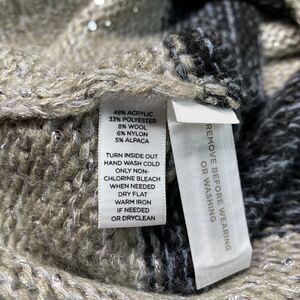 48% ACRYLIC
33% POLYESTER
8% WOOL
6% NYLON
5% ALPACA
TURN INSIDE OUT
HAND WASH COLD
ONLY NON-
CHLORINE BLEACH
WHEN NEEDED
DRY FLAT
WARM IRON
IF NEEDED
OR DRYCLEAN
REMOVE BEFORE WEARING
OR WASHING